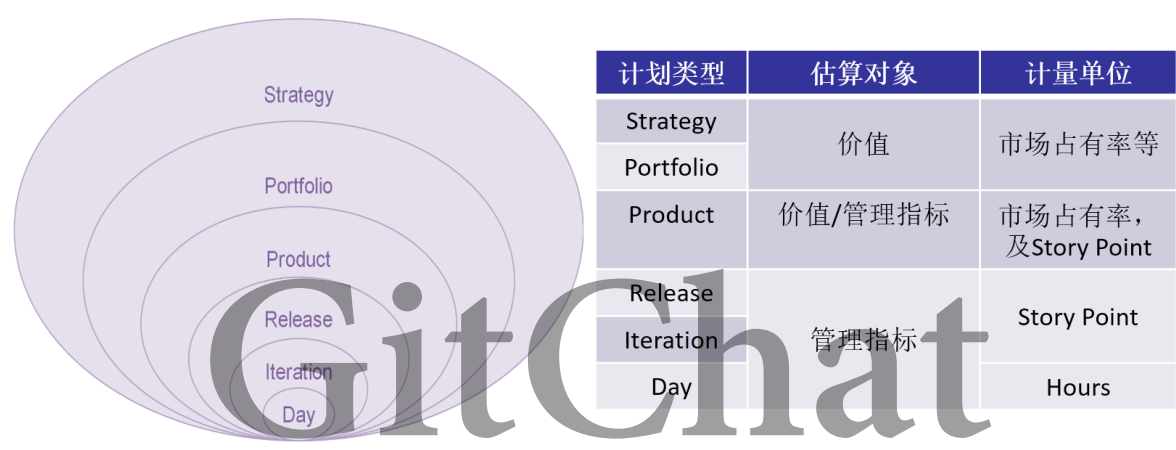 Strategy
Portfolio
Product
Release
Iteration
Day
计划类型 估算对象 计量单位
Strategy
价值 市场占有率等
Portfolio
Product 价值/管理指标 市场占有率，
及Story Point
Release
Story Point
Iteration 管理指标
Day Hours
GitChat